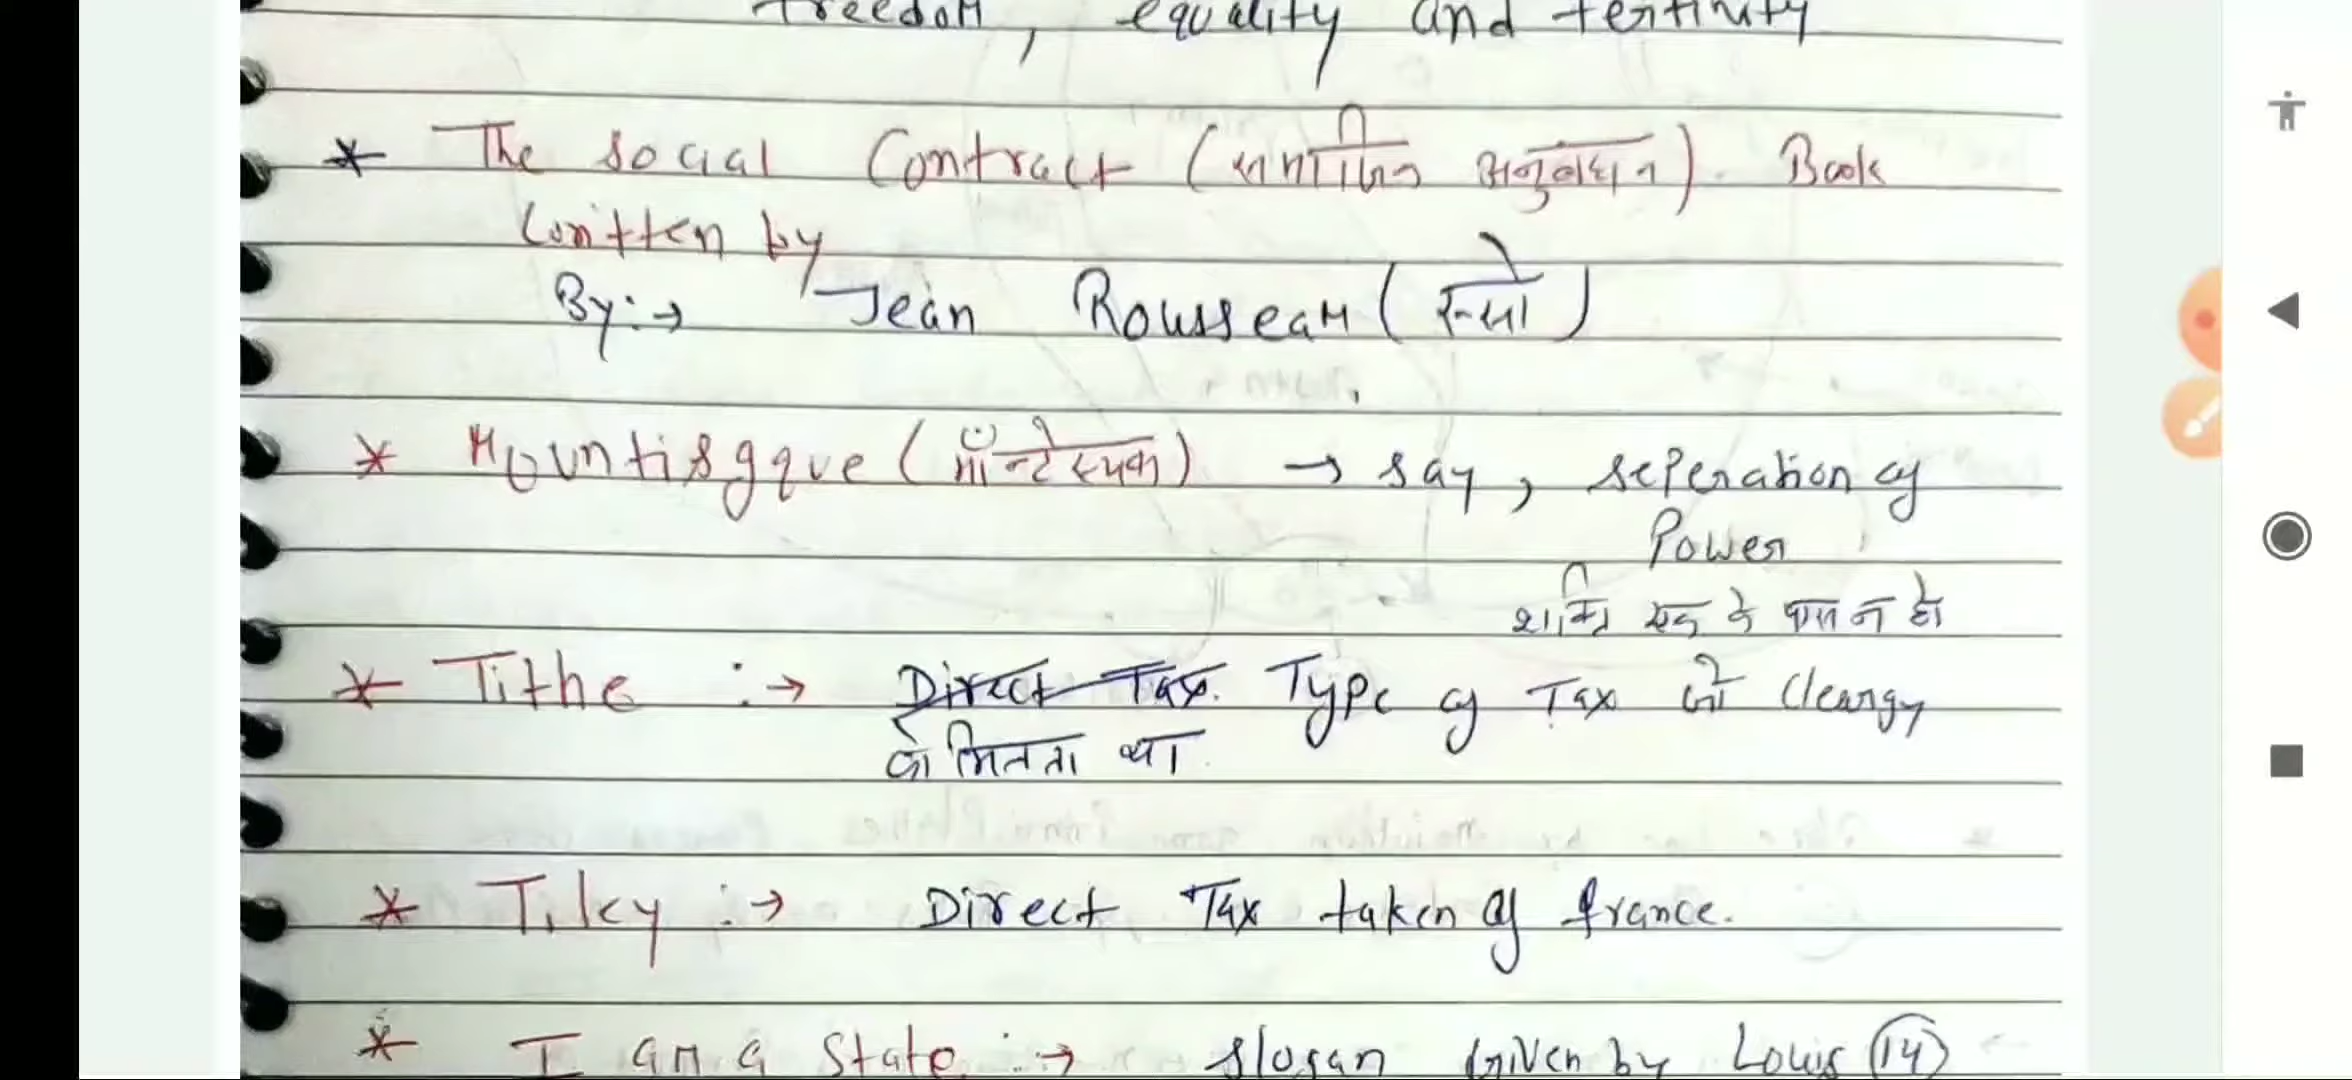 freedom, equality and fertinity
* The social Contract (सामाजिक अनुबंधन). Book
written by
By:→ Jean Rousseau (रूसो)
* Mountisgque (मॉन्टेस्क्यू) → say, seperation of
Power
शक्ति एक के पास न हो
* Tithe :→ Direct Tax. Type of Tax जो Cleargy
को मिलता था.
* Tiley :→ Direct Tax taken of france.
* I am a State :→ slogan given by Louis 14